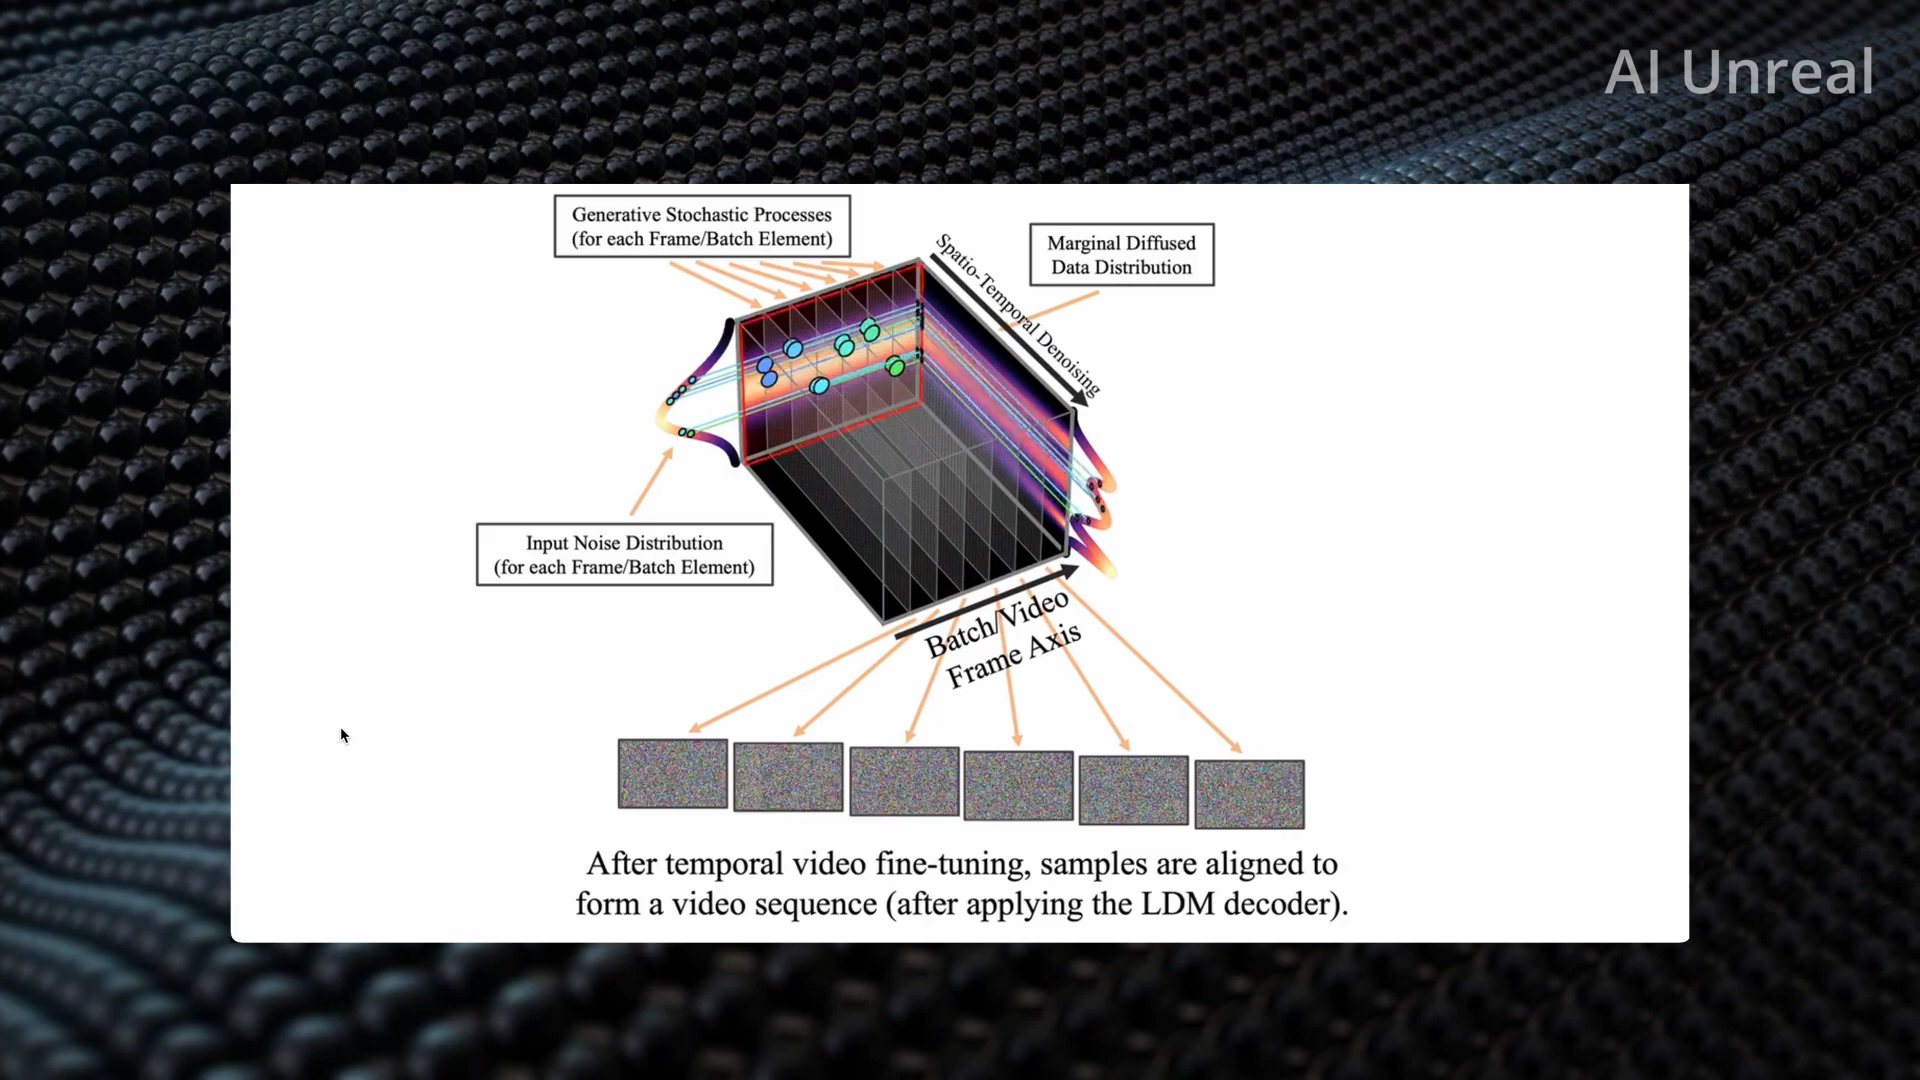 AI Unreal
Generative Stochastic Processes
(for each Frame/Batch Element)
Marginal Diffused
Data Distribution
Spatio-Temporal Denoising
Input Noise Distribution
(for each Frame/Batch Element)
Batch/Video
Frame Axis
After temporal video fine-tuning, samples are aligned to
form a video sequence (after applying the LDM decoder).